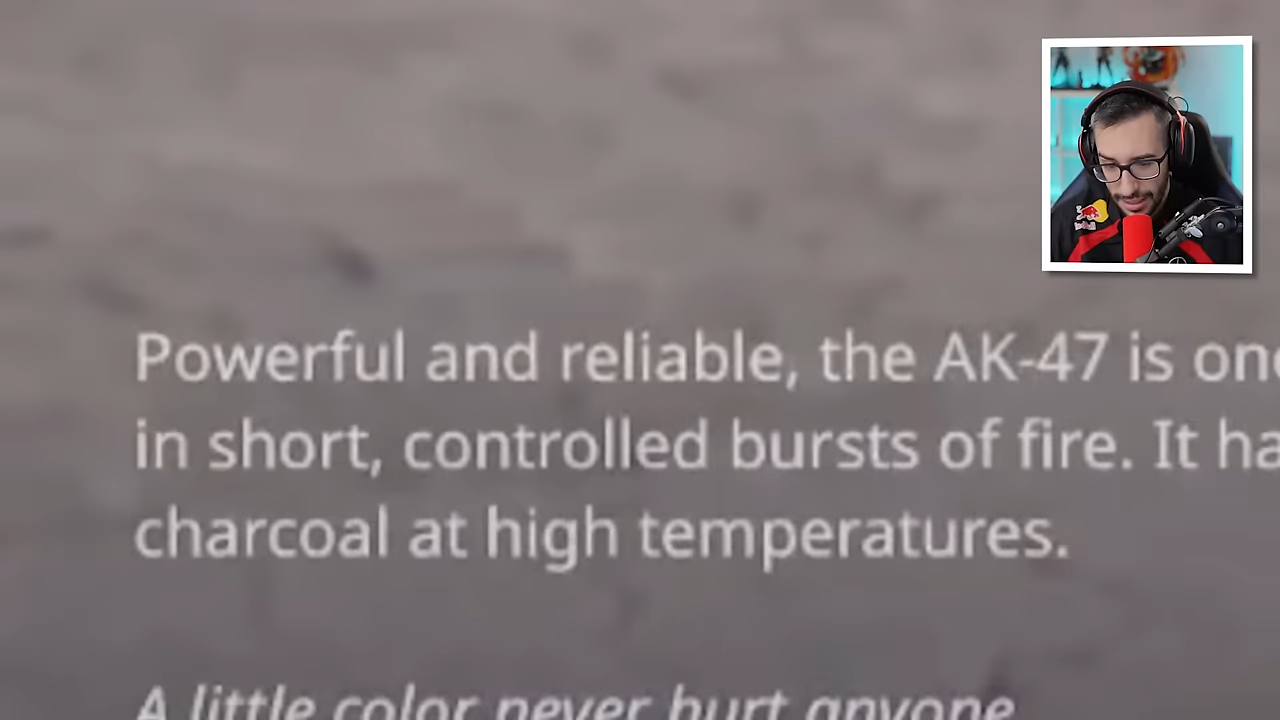 Powerful and reliable, the AK-47 is one
in short, controlled bursts of fire. It ha
charcoal at high temperatures.
A little color never hurt anyone